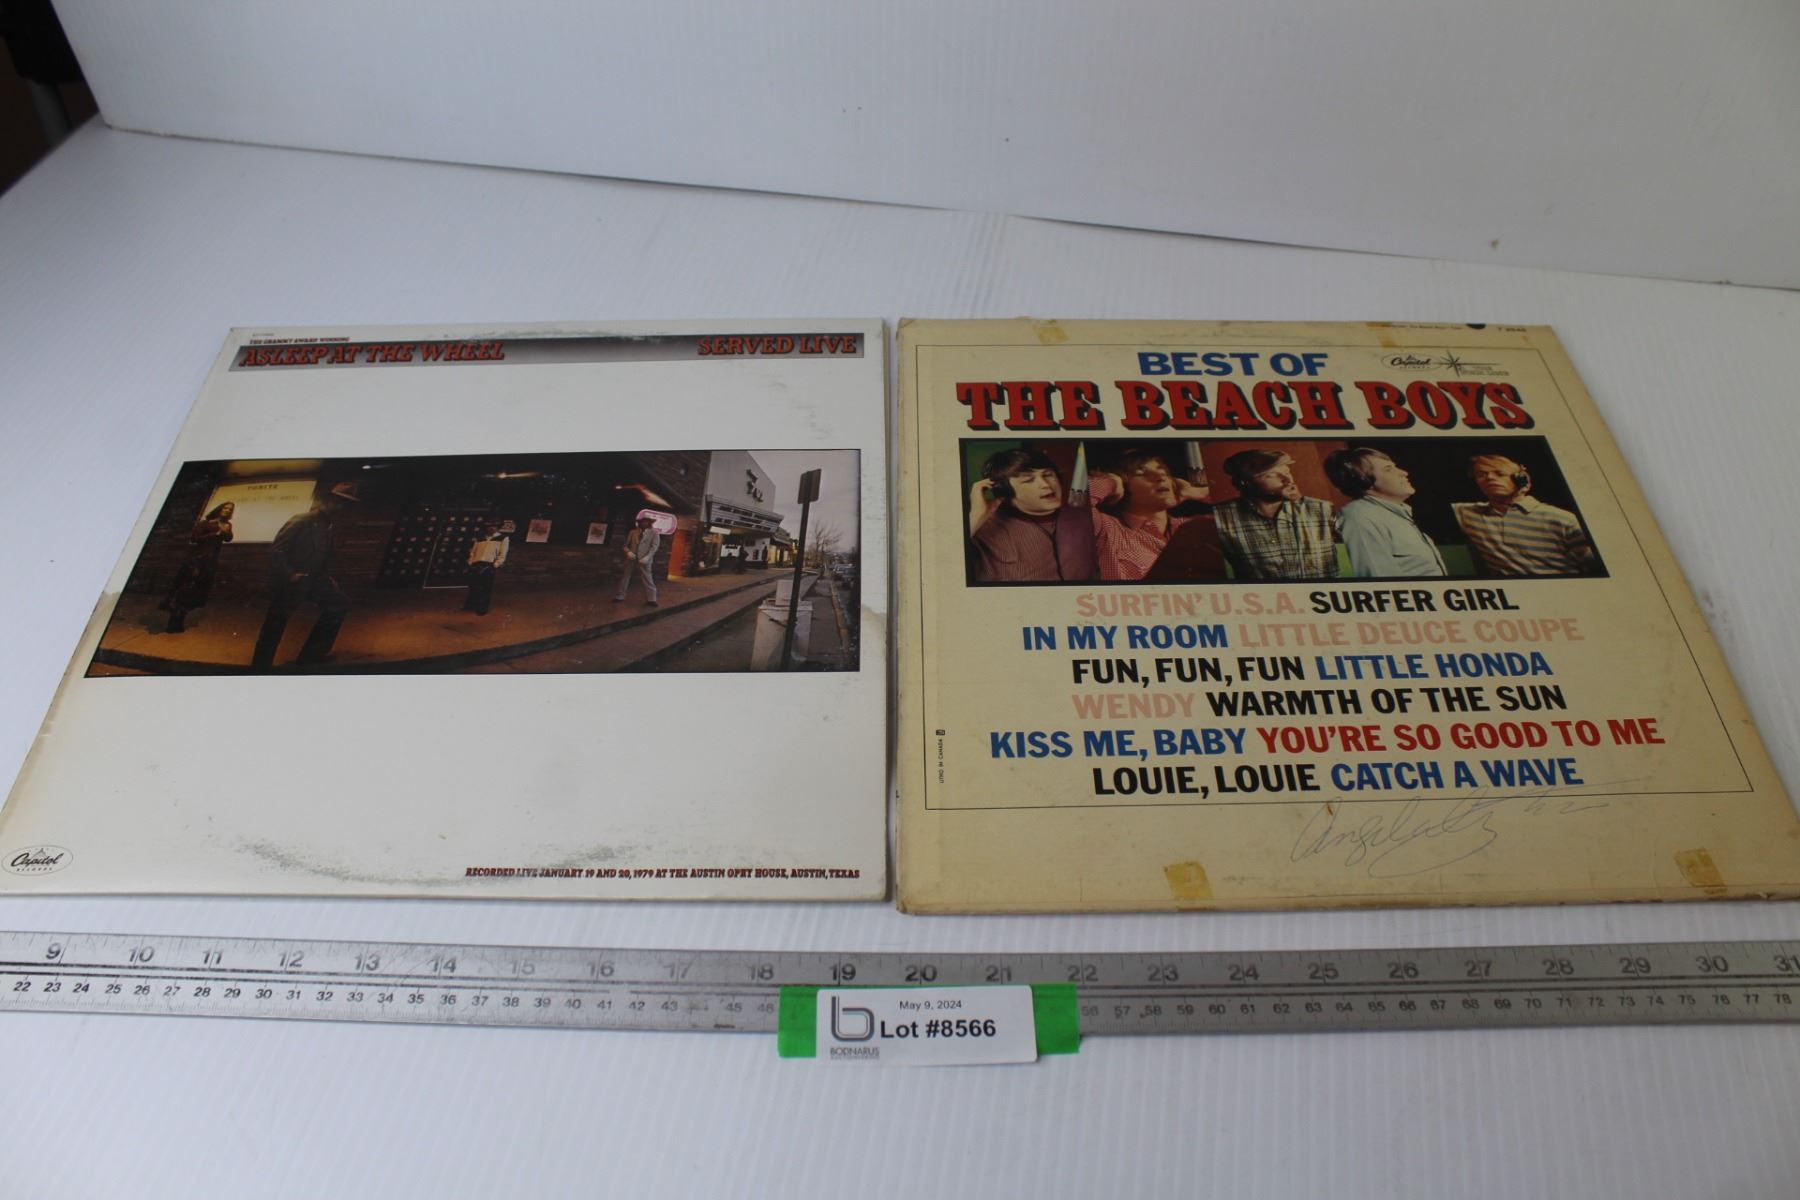 THE GRAMMY AWARD WINNING
ASLEEP AT THE WHEEL SERVED LIVE
TONITE
Capitol
RECORDS
RECORDED LIVE JANUARY 19 AND 20, 1979 AT THE AUSTIN OPRY HOUSE, AUSTIN, TEXAS
BEST OF
Capitol
RECORDS
THE BEACH BOYS
SURFIN' U.S.A. SURFER GIRL
IN MY ROOM LITTLE DEUCE COUPE
FUN, FUN, FUN LITTLE HONDA
WENDY WARMTH OF THE SUN
KISS ME, BABY YOU'RE SO GOOD TO ME
LOUIE, LOUIE CATCH A WAVE
LITHO IN CANADA
9 10 11 12 13 14 15 16 17 18 19 20 21 22 23 24 25 26 27 28 29 30 31
22 23 24 25 26 27 28 29 30 31 32 33 34 35 36 37 38 39 40 41 42 43 45 46 56 57 58 59 60 61 62 63 64 65 66 67 68 69 70 71 72 73 74 75 76 77 78
May 9, 2024
Lot #8566
BODNARUS
AUCTIONEERING